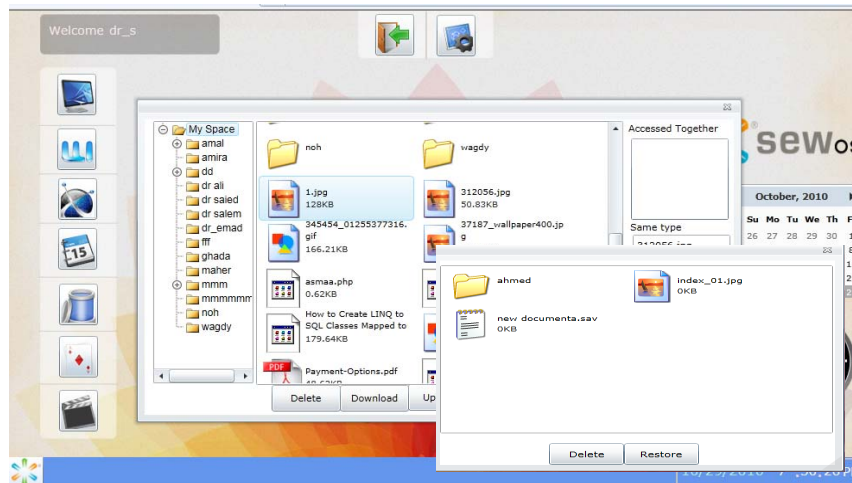 Welcome dr_s
My Space
amal
amira
dd
dr ali
dr saied
dr salem
dr_emad
fff
ghada
maher
mmm
mmmmmm
noh
wagdy
noh
wagdy
1.jpg
128KB
312056.jpg
50.83KB
345454_01255377316.
gif
166.21KB
37187_wallpaper400.jp
g
asmaa.php
0.62KB
How to Create LINQ to
SQL Classes Mapped to
179.64KB
PDF
Payment-Options.pdf
Delete
Download
Up
Accessed Together
Same type
312056.jpg
ahmed
index_01.jpg
0KB
new documenta.sav
0KB
Delete
Restore
sewos
October, 2010
Su Mo Tu We Th F
26 27 28 29 30 1
15